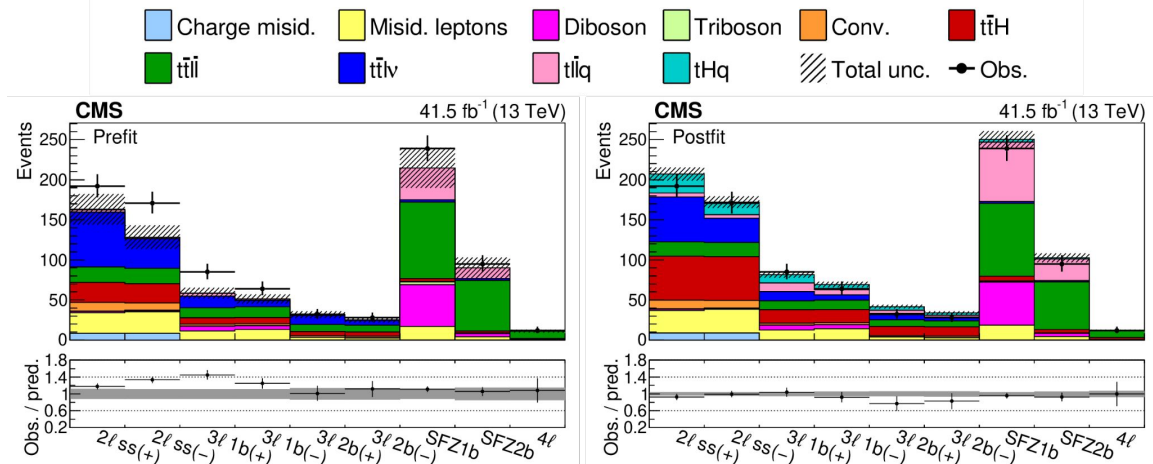 Charge misid. Misid. leptons Diboson Triboson Conv. tt̄H
tt̄ll̄ tt̄lν tll̄q tHq Total unc. Obs.
CMS 41.5 fb⁻¹ (13 TeV)
Prefit
Events
250
200
150
100
50
0
Obs. / pred.
1.8
1.4
1
0.6
0.2
2ℓ ss(+) 2ℓ ss(−) 3ℓ 1b(+) 3ℓ 1b(−) 3ℓ 2b(+) 3ℓ 2b(−) SFZ1b SFZ2b 4ℓ
CMS 41.5 fb⁻¹ (13 TeV)
Postfit
Events
250
200
150
100
50
0
Obs. / pred.
1.8
1.4
1
0.6
0.2
2ℓ ss(+) 2ℓ ss(−) 3ℓ 1b(+) 3ℓ 1b(−) 3ℓ 2b(+) 3ℓ 2b(−) SFZ1b SFZ2b 4ℓ